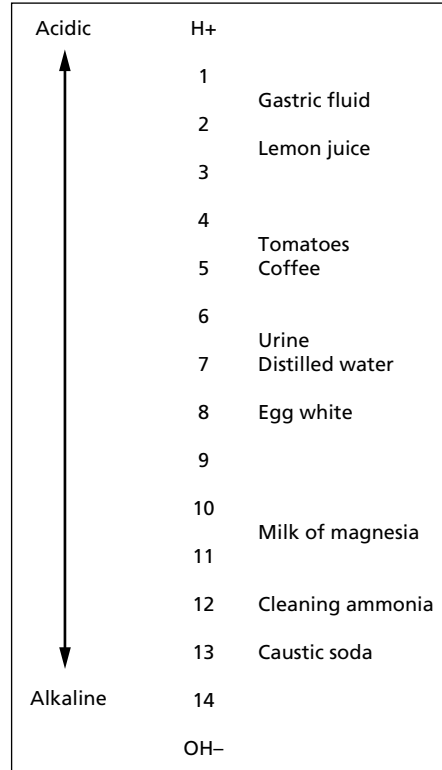 Acidic H+
1
Gastric fluid
2
Lemon juice
3
4
Tomatoes
5 Coffee
6
Urine
7 Distilled water
8 Egg white
9
10
Milk of magnesia
11
12 Cleaning ammonia
13 Caustic soda
Alkaline 14
OH–